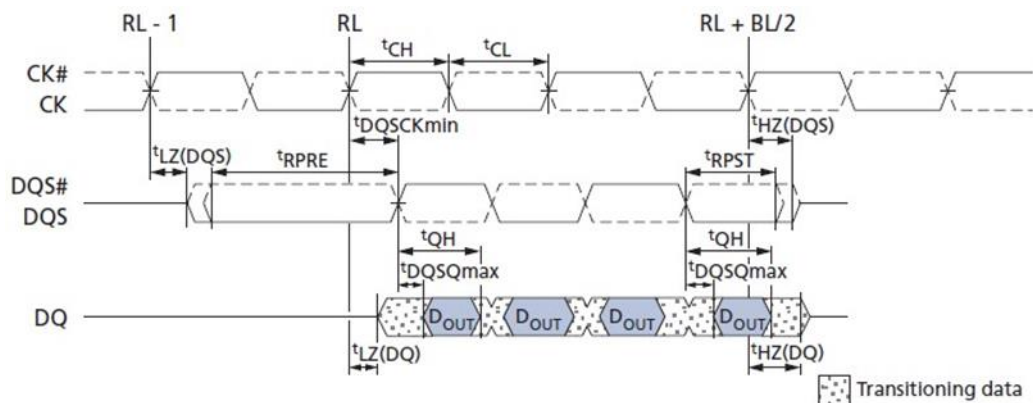 RL - 1 RL RL + BL/2
tCH tCL
CK#
CK
tDQSCKmin tHZ(DQS)
tLZ(DQS) tRPRE tRPST
DQS#
DQS
tQH tQH
tDQSQmax tDQSQmax
DQ DOUT DOUT DOUT DOUT
tLZ(DQ) tHZ(DQ)
Transitioning data